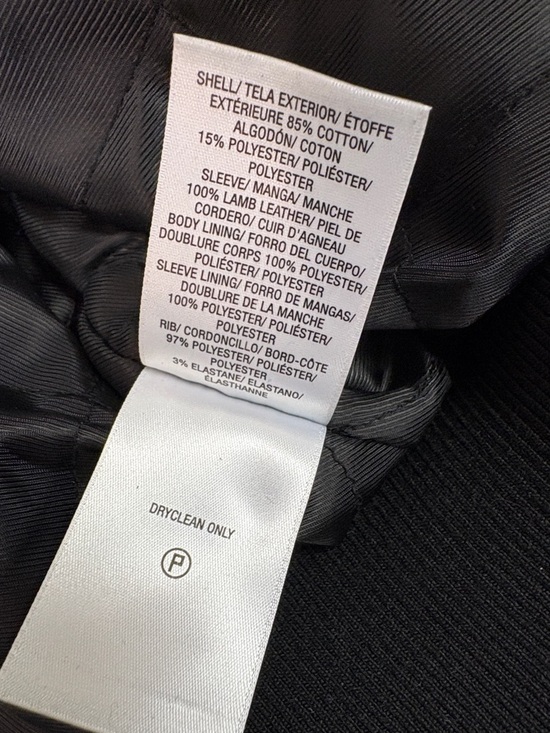 SHELL/ TELA EXTERIOR/ ÉTOFFE
EXTÉRIEURE 85% COTTON/
ALGODÓN/ COTON
15% POLYESTER/ POLIÉSTER/
POLYESTER
SLEEVE/ MANGA/ MANCHE
100% LAMB LEATHER/ PIEL DE
CORDERO/ CUIR D'AGNEAU
BODY LINING/ FORRO DEL CUERPO/
DOUBLURE CORPS 100% POLYESTER/
POLIÉSTER/ POLYESTER
SLEEVE LINING/ FORRO DE MANGAS/
DOUBLURE DE LA MANCHE
100% POLYESTER/ POLIÉSTER/
POLYESTER
RIB/ CORDONCILLO/ BORD-CÔTE
97% POLYESTER/ POLIÉSTER/
POLYESTER
3% ELASTANE/ ELASTANO/
ÉLASTHANNE
DRYCLEAN ONLY
P